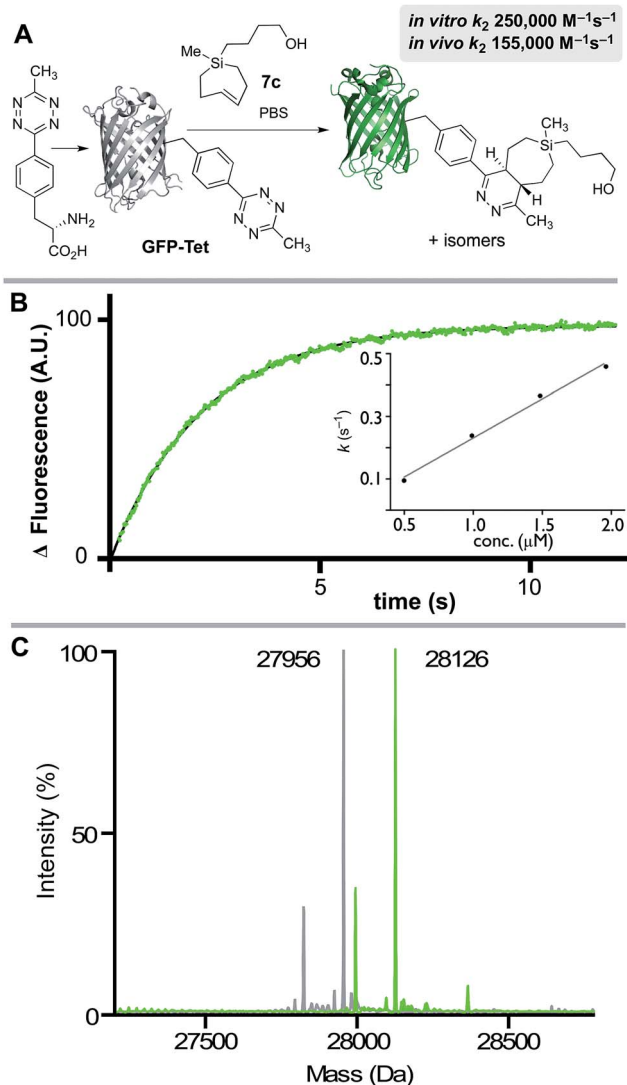 A
in vitro k₂ 250,000 M⁻¹s⁻¹
in vivo k₂ 155,000 M⁻¹s⁻¹
CH₃
N
N
N
N
NH₂
CO₂H
GFP-Tet
Me
Si
OH
7c
PBS
N
N
N
N
CH₃
H
H
N
N
CH₃
Si
CH₃
HO
+ isomers
B
100
0
Δ Fluorescence (A.U.)
5
10
time (s)
0.5
0.3
0.1
k (s⁻¹)
0.5
1.0
1.5
2.0
conc. (μM)
C
100
50
0
Intensity (%)
27956
28126
27500
28000
28500
Mass (Da)